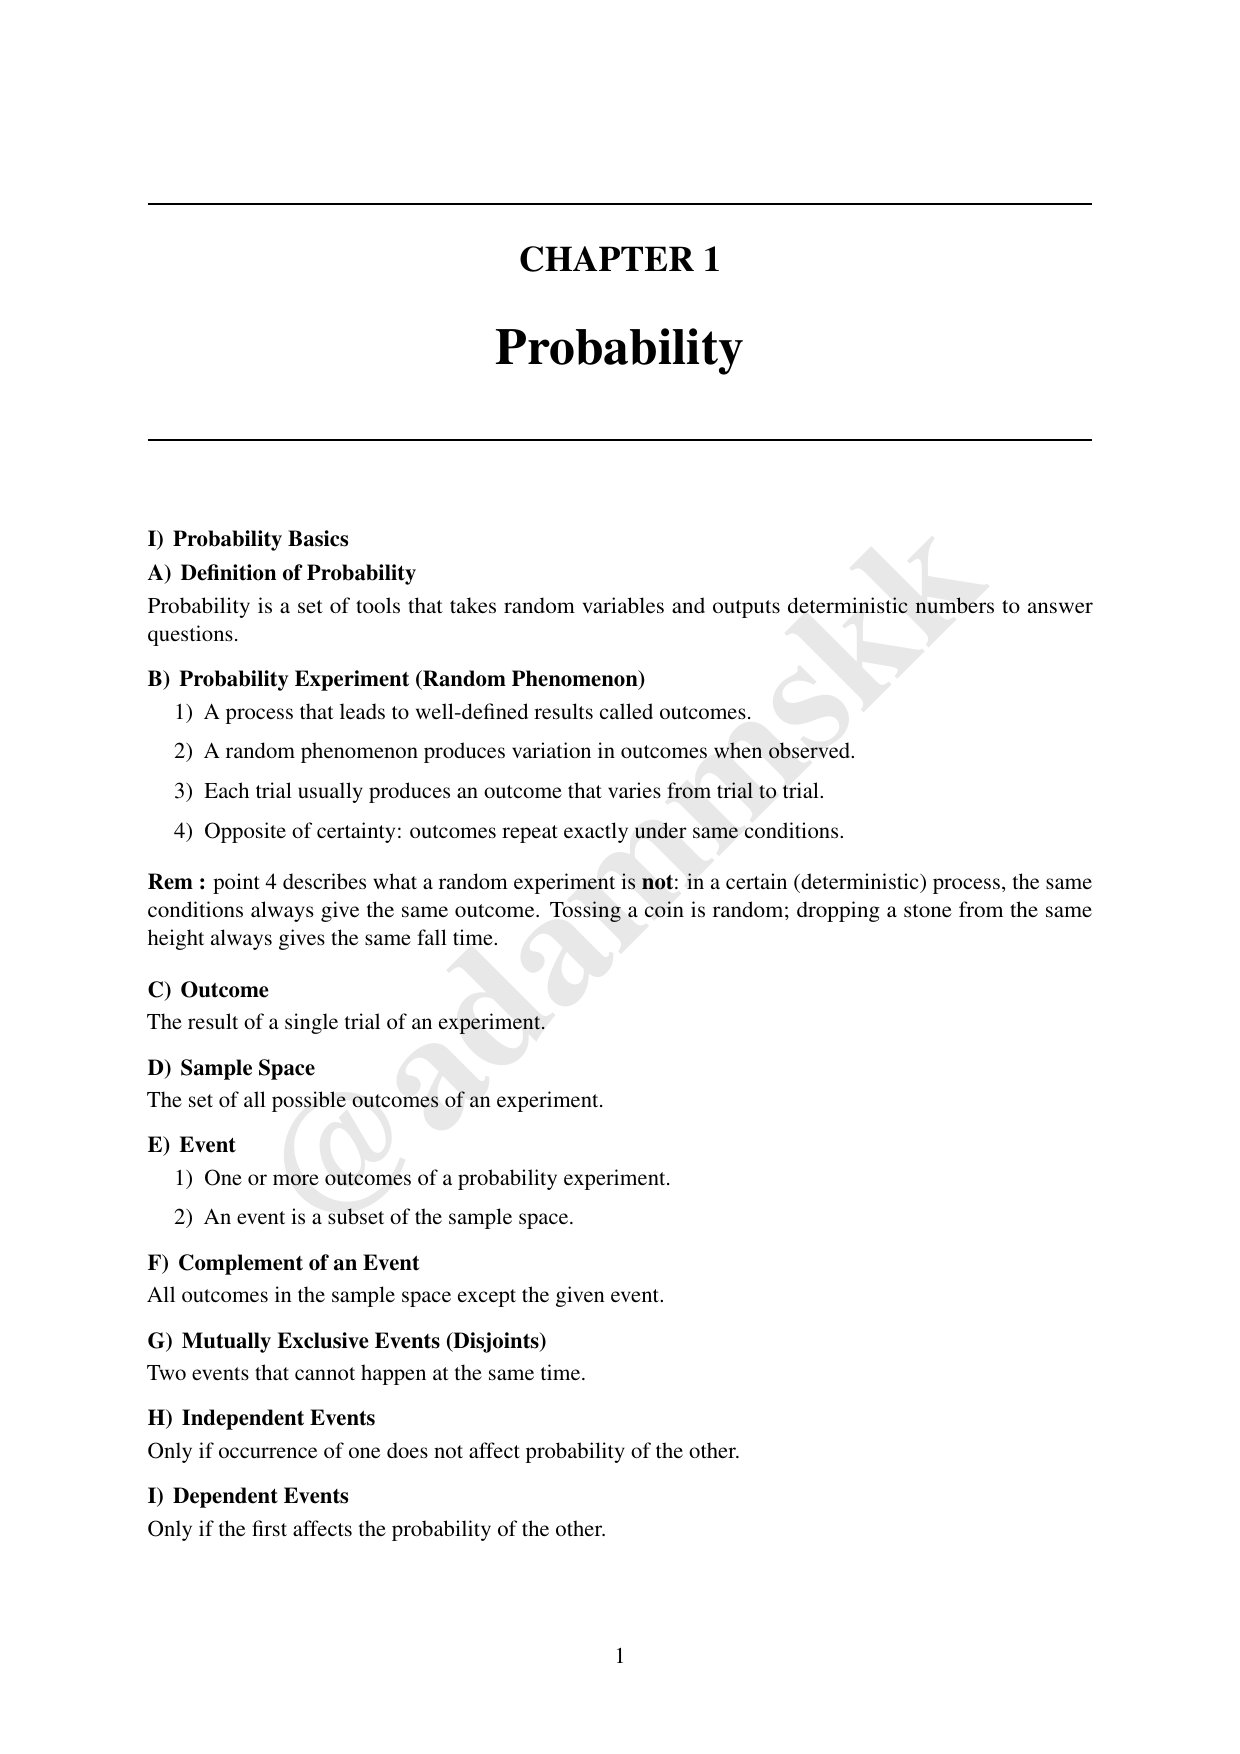 CHAPTER 1
Probability
I) Probability Basics
A) Definition of Probability
Probability is a set of tools that takes random variables and outputs deterministic numbers to answer
questions.
B) Probability Experiment (Random Phenomenon)
1) A process that leads to well-defined results called outcomes.
2) A random phenomenon produces variation in outcomes when observed.
3) Each trial usually produces an outcome that varies from trial to trial.
4) Opposite of certainty: outcomes repeat exactly under same conditions.
Rem : point 4 describes what a random experiment is not: in a certain (deterministic) process, the same
conditions always give the same outcome. Tossing a coin is random; dropping a stone from the same
height always gives the same fall time.
C) Outcome
The result of a single trial of an experiment.
D) Sample Space
The set of all possible outcomes of an experiment.
E) Event
1) One or more outcomes of a probability experiment.
2) An event is a subset of the sample space.
F) Complement of an Event
All outcomes in the sample space except the given event.
G) Mutually Exclusive Events (Disjoints)
Two events that cannot happen at the same time.
H) Independent Events
Only if occurrence of one does not affect probability of the other.
I) Dependent Events
Only if the first affects the probability of the other.
1
@adammskk